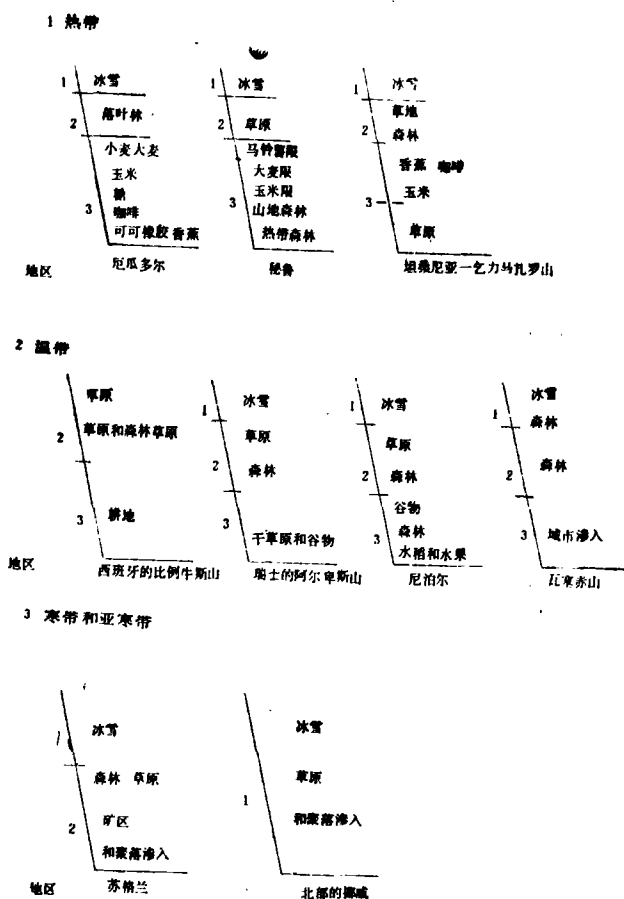 1 热带
1 冰雪
落叶林
2
小麦大麦
玉米
糖
3 咖啡
可可橡胶香蕉
厄瓜多尔
1 冰雪
2 草原
马铃薯限
大麦限
玉米限
3 山地森林
热带森林
秘鲁
1 冰雪
草地
2 森林
香蕉 咖啡
3 玉米
草原
坦桑尼亚一乞力马扎罗山
地区
2 温带
草原
2 草原和森林草原
3 耕地
西班牙的比例牛斯山
冰雪
1
草原
2 森林
3 干草原和谷物
瑞士的阿尔卑斯山
1 冰雪
草原
2 森林
谷物
森林
3 水稻和水果
尼泊尔
冰雪
1 森林
2 森林
3 城市渗入
瓦塞赤山
地区
3 寒带和亚寒带
1 冰雪
森林 草原
矿区
2
和聚落渗入
苏格兰
冰雪
草原
1
和聚落渗入
北部的挪威
地区